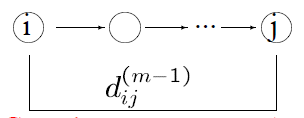 i ... j
d_{ij}^{(m-1)}